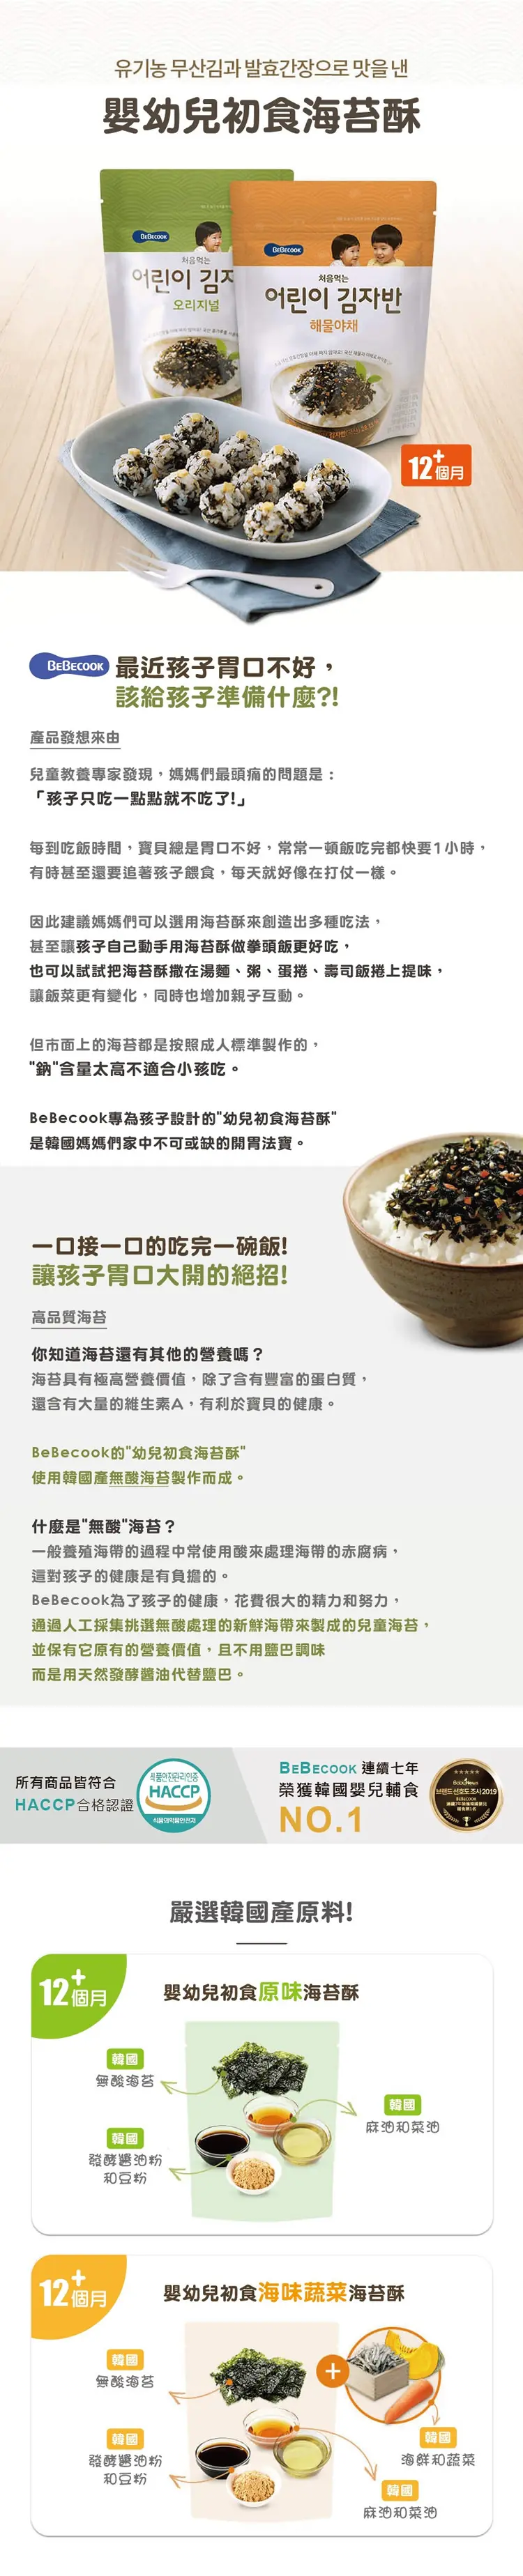 유기농 무산김과 발효간장으로 맛을 낸
嬰幼兒初食海苔酥
BEBECOOK
처음먹는
어린이 김자
오리지널
BEBECOOK
처음먹는
어린이 김자반
해물야채
12+個月
BEBECOOK 最近孩子胃口不好，
該給孩子準備什麼?!
產品發想來由
兒童教養專家發現，媽媽們最頭痛的問題是：
「孩子只吃一點點就不吃了!」
每到吃飯時間，寶貝總是胃口不好，常常一頓飯吃完都快要1小時，
有時甚至還要追著孩子餵食，每天就好像在打仗一樣。
因此建議媽媽們可以選用海苔酥來創造出多種吃法，
甚至讓孩子自己動手用海苔酥做拳頭飯更好吃，
也可以試試把海苔酥撒在湯麵、粥、蛋捲、壽司飯捲上提味，
讓飯菜更有變化，同時也增加親子互動。
但市面上的海苔都是按照成人標準製作的，
"鈉"含量太高不適合小孩吃。
BeBecook專為孩子設計的"幼兒初食海苔酥"
是韓國媽媽們家中不可或缺的開胃法寶。
一口接一口的吃完一碗飯!
讓孩子胃口大開的絕招!
高品質海苔
你知道海苔還有其他的營養嗎？
海苔具有極高營養價值，除了含有豐富的蛋白質，
還含有大量的維生素A，有利於寶貝的健康。
BeBecook的"幼兒初食海苔酥"
使用韓國產無酸海苔製作而成。
什麼是"無酸"海苔？
一般養殖海帶的過程中常使用酸來處理海帶的赤腐病，
這對孩子的健康是有負擔的。
BeBecook為了孩子的健康，花費很大的精力和努力，
通過人工採集挑選無酸處理的新鮮海帶來製成的兒童海苔，
並保有它原有的營養價值，且不用鹽巴調味
而是用天然發酵醬油代替鹽巴。
所有商品皆符合
HACCP合格認證
식품안전관리인증
HACCP
식품의약품안전처
BEBECOOK 連續七年
榮獲韓國嬰兒輔食
NO.1
브랜드 선호도 조사 2019
BEBECOOK
嚴選韓國產原料!
12+個月
嬰幼兒初食原味海苔酥
韓國
無酸海苔
韓國
麻油和菜油
韓國
發酵醬油粉
和豆粉
12+個月
嬰幼兒初食海味蔬菜海苔酥
韓國
無酸海苔
韓國
發酵醬油粉
和豆粉
韓國
海鮮和蔬菜
韓國
麻油和菜油